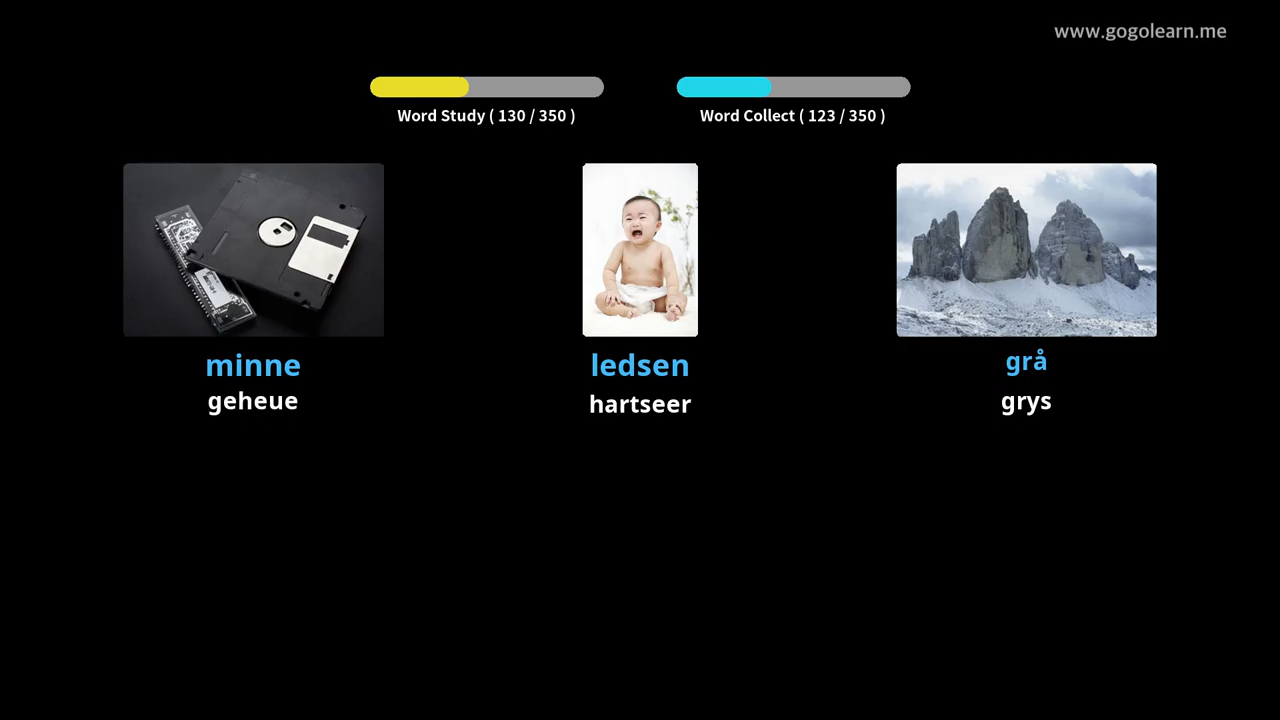 www.gogolearn.me
Word Study ( 130 / 350 )
Word Collect ( 123 / 350 )
minne
geheue
ledsen
hartseer
grå
grys